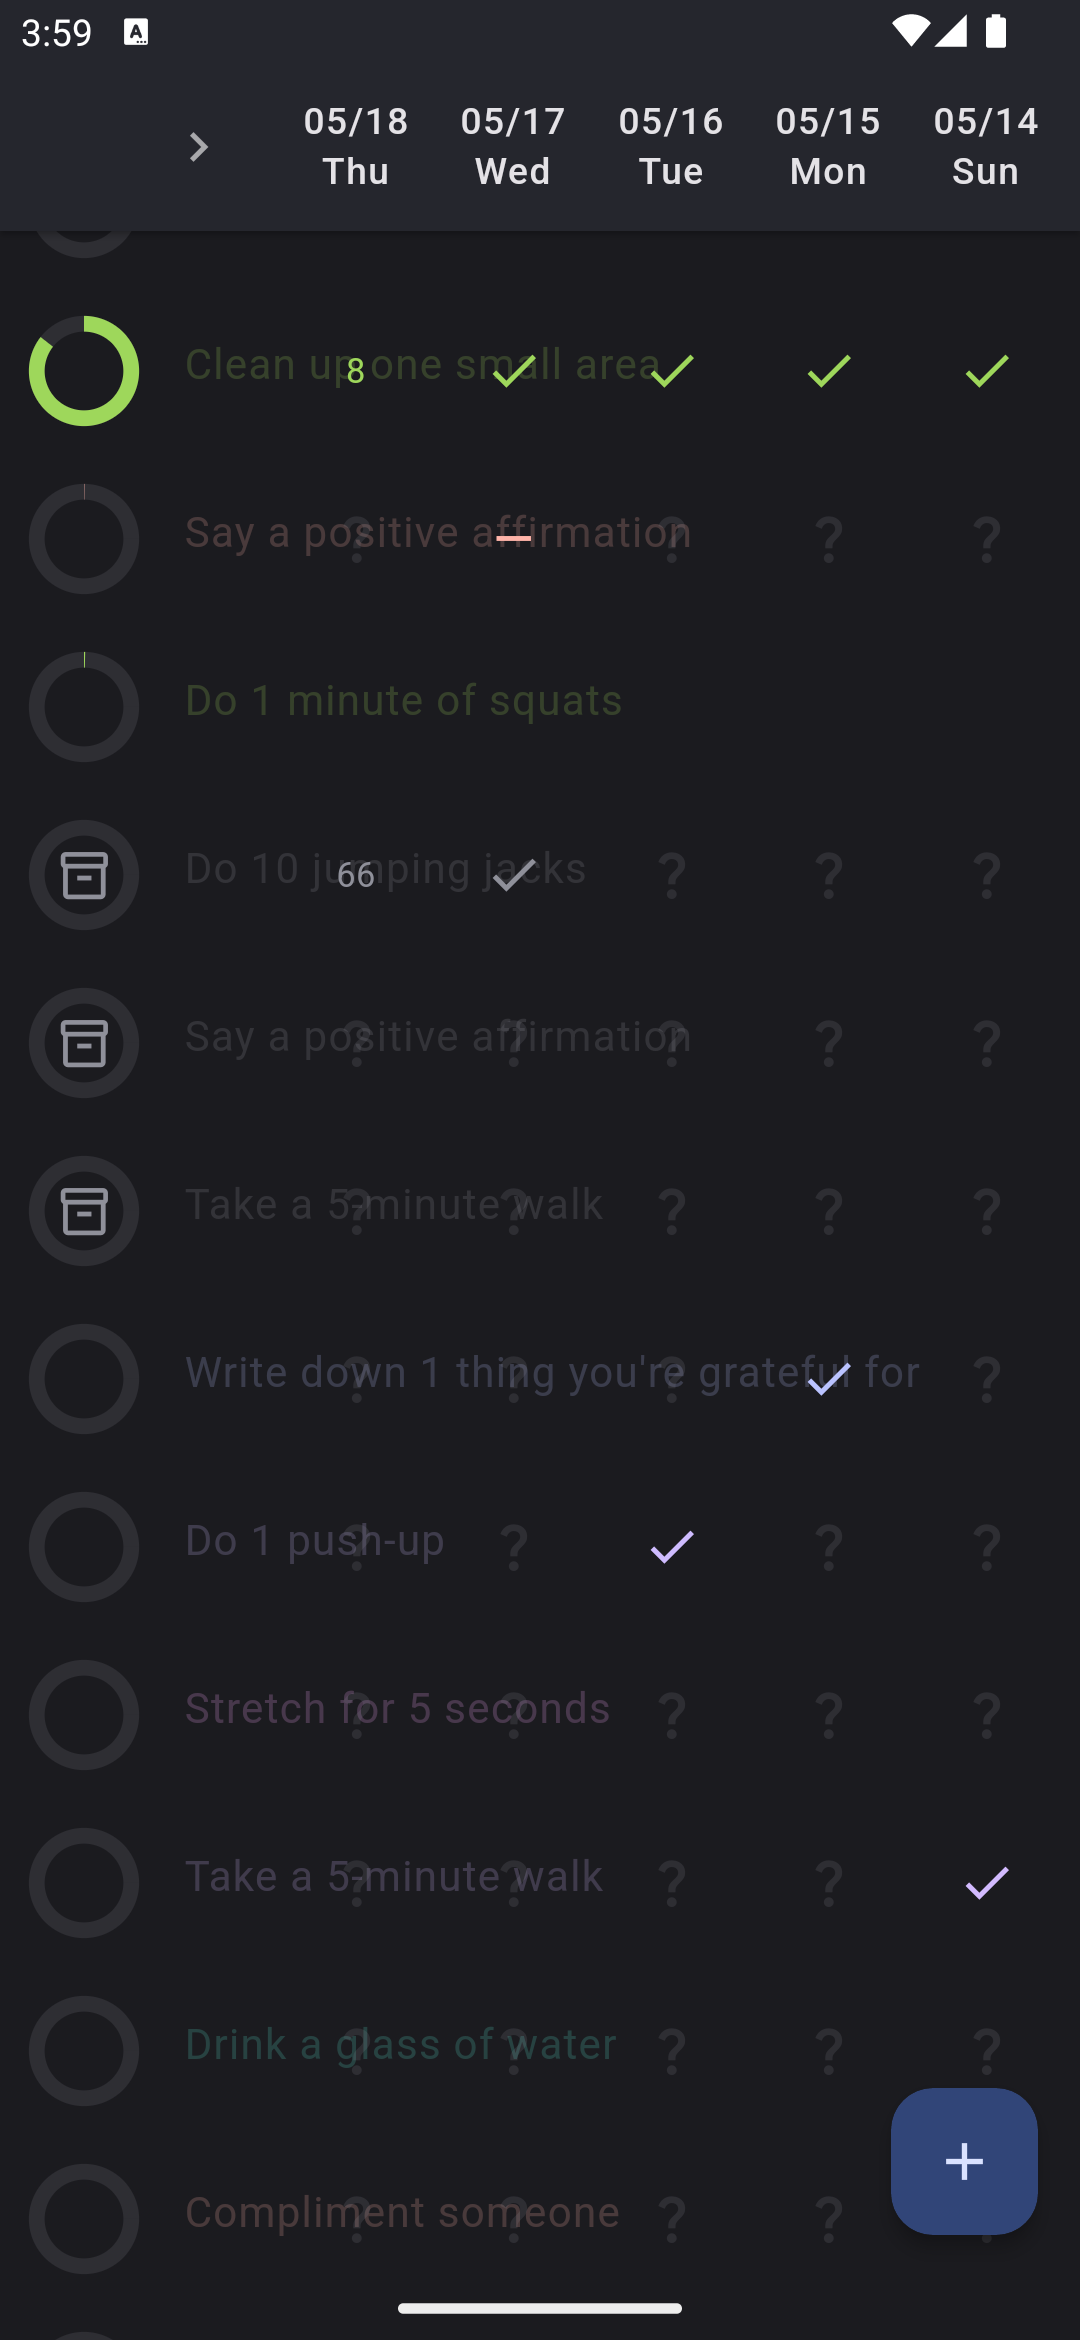 3:59
05/18 05/17 05/16 05/15 05/14
Thu Wed Tue Mon Sun
Clean up one small area 8
Say a positive affirmation ? ? ? ?
Do 1 minute of squats
Do 10 jumping jacks 66 ? ? ?
Say a positive affirmation ? ? ? ? ?
Take a 5-minute walk ? ? ? ? ?
Write down 1 thing you're grateful for ? ? ? ?
Do 1 push-up ? ? ? ?
Stretch for 5 seconds ? ? ? ? ?
Take a 5-minute walk ? ? ? ?
Drink a glass of water ? ? ? ? ?
Compliment someone ? ? ? ?